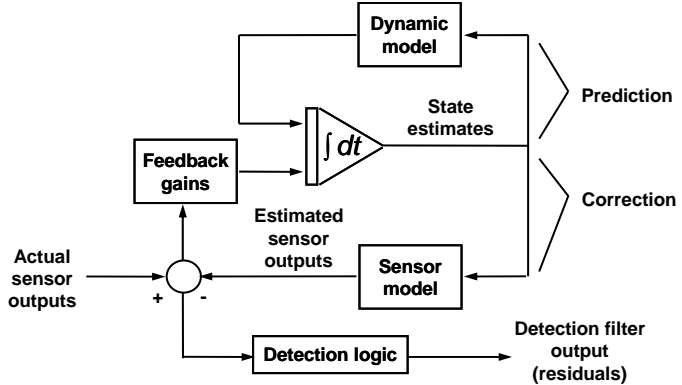 Dynamic
model
Prediction
State
estimates
∫ dt
Feedback
gains
Correction
Estimated
sensor
outputs
Actual
sensor
outputs
+
-
Sensor
model
Detection logic
Detection filter
output
(residuals)